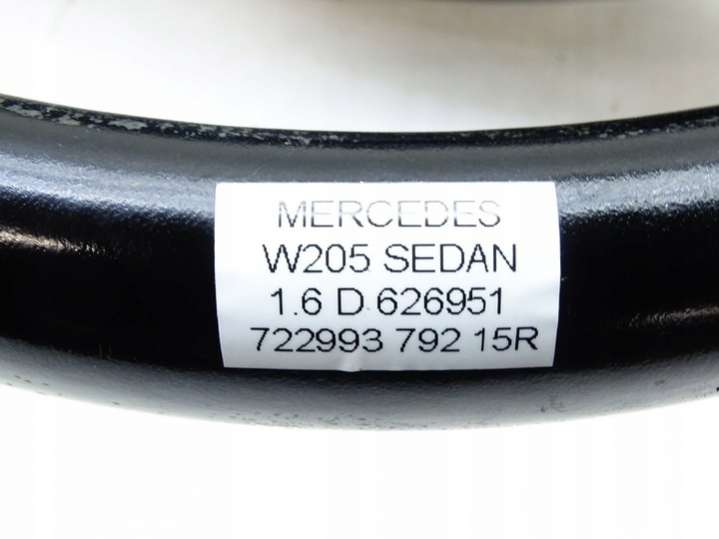 MERCEDES
W205 SEDAN
1.6 D 626951
722993 792 15R